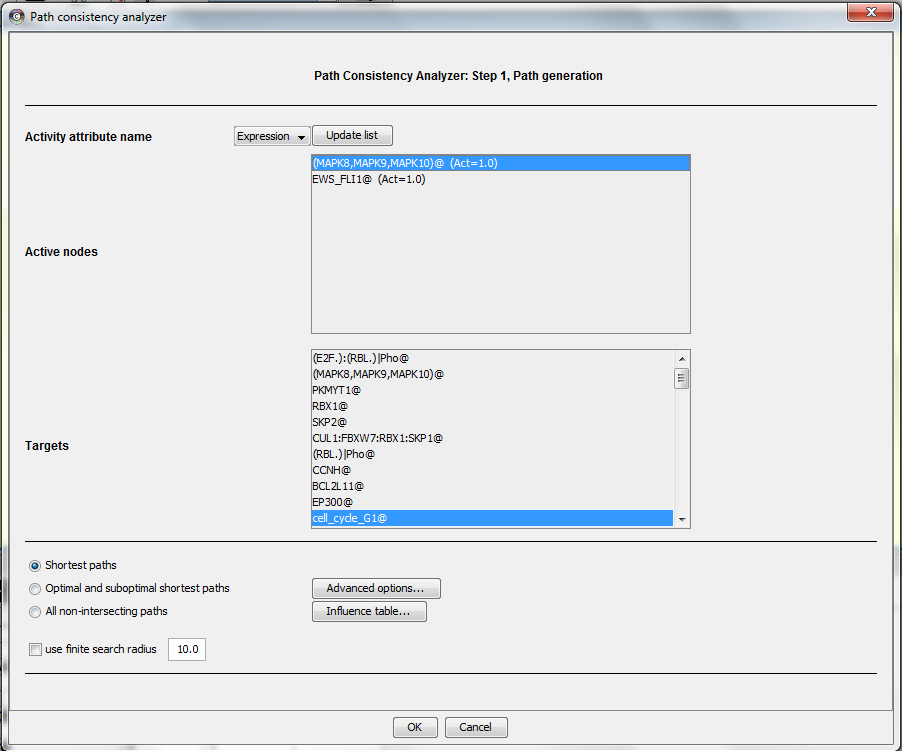 Path consistency analyzer
Path Consistency Analyzer: Step 1, Path generation
Activity attribute name
Expression
Update list
(MAPK8,MAPK9,MAPK10)@ (Act=1.0)
EWS_FLI1@ (Act=1.0)
Active nodes
(E2F.):(RBL.)|Pho@
(MAPK8,MAPK9,MAPK10)@
PKMYT1@
RBX1@
SKP2@
CUL1:FBXW7:RBX1:SKP1@
Targets
(RBL.)|Pho@
CCNH@
BCL2L11@
EP300@
cell_cycle_G1@
Shortest paths
Optimal and suboptimal shortest paths
Advanced options...
All non-intersecting paths
Influence table...
use finite search radius
10.0
OK
Cancel